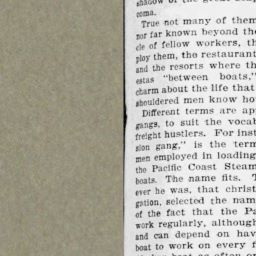 shadow of the great
coma.
True not many of them
nor far known beyond the
cle of fellow workers, th
ploy them, the restaurant
and the resorts where th
estas "between boats,"
charm about the life that
shouldered men know ho
Different terms are ap
gangs, to suit the vocab
freight hustlers. For inst
sion gang," is the term
men employed in loading
the Pacific Coast Steam
boats. The name fits. T
ever he was, that christ
gation, selected the nam
of the fact that the Pa
work regularly, although
and can depend on hav
boat to work on every f